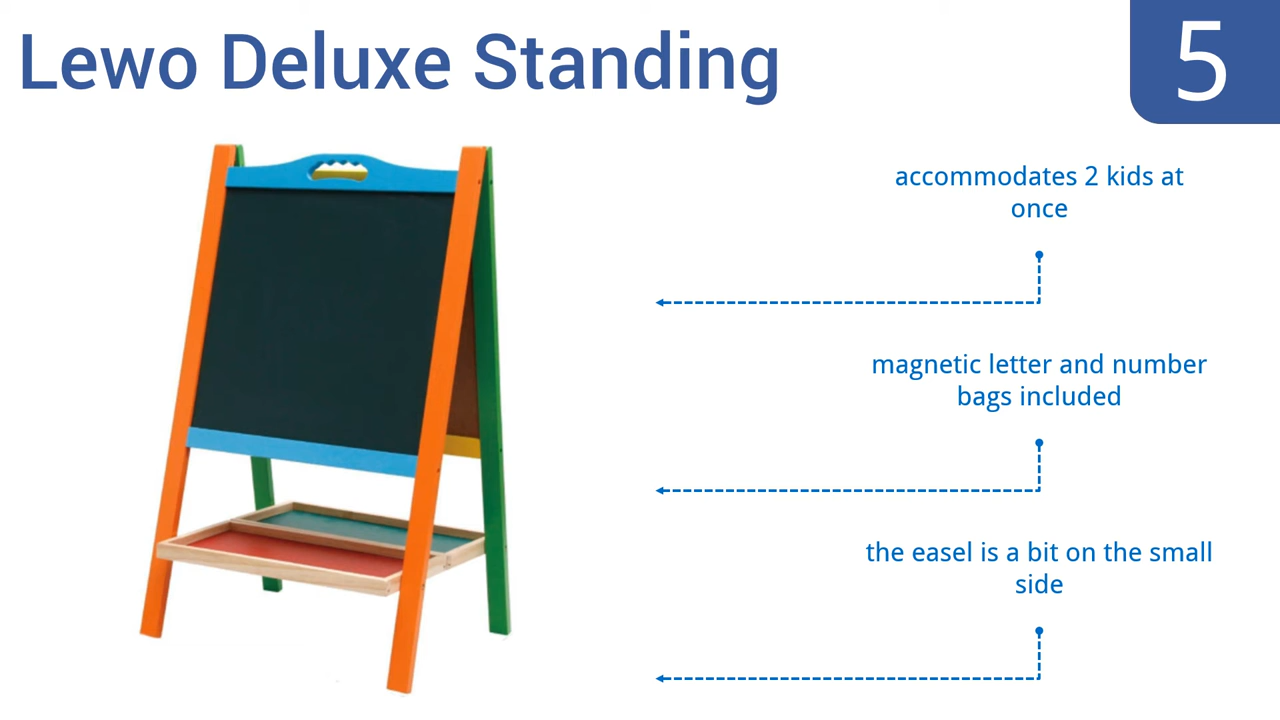 Lewo Deluxe Standing
5
accommodates 2 kids at
once
magnetic letter and number
bags included
the easel is a bit on the small
side